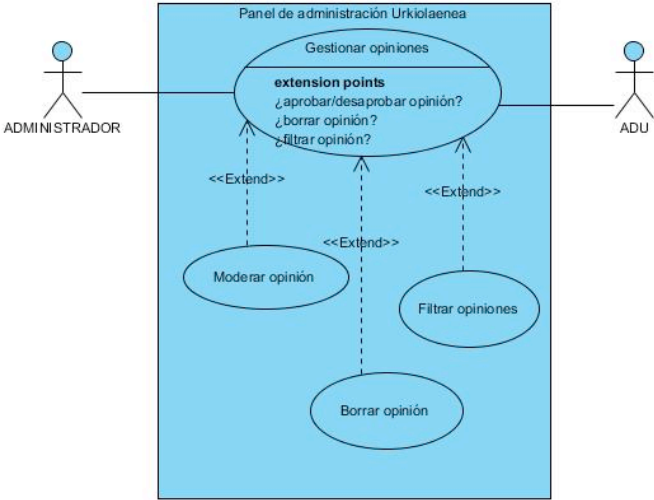 Panel de administración Urkiolaenea
Gestionar opiniones
extension points
¿aprobar/desaprobar opinión?
¿borrar opinión?
¿filtrar opinión?
ADMINISTRADOR
ADU
<<Extend>>
<<Extend>>
<<Extend>>
Moderar opinión
Filtrar opiniones
Borrar opinión